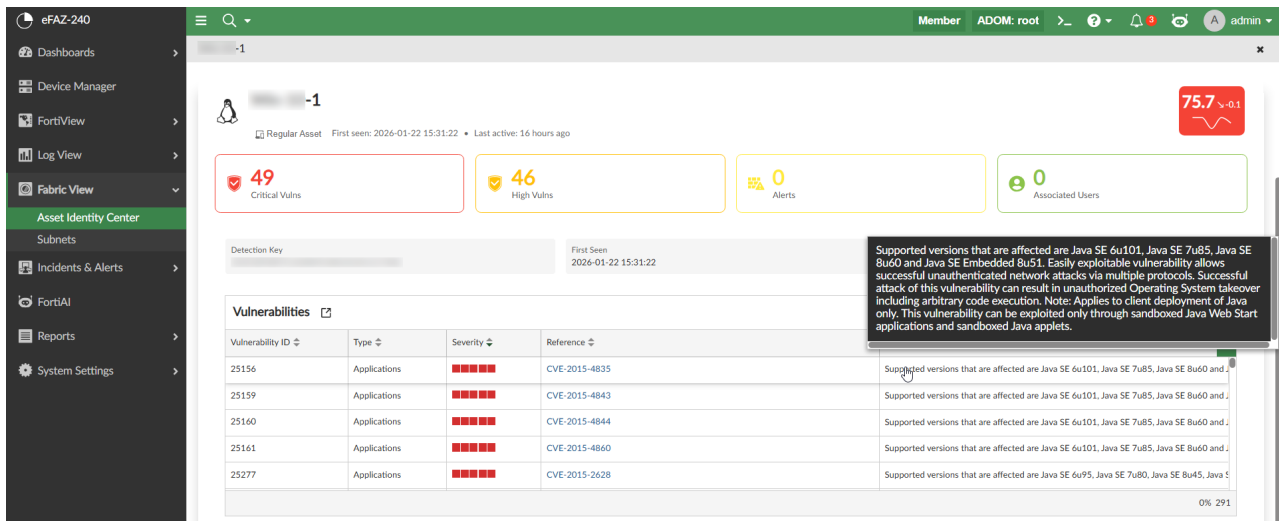 eFAZ-240
Member ADOM: root >_ 3 A admin
Dashboards
Device Manager
FortiView
Log View
Fabric View
Asset Identity Center
Subnets
Incidents & Alerts
FortiAI
Reports
System Settings
-1
-1
Regular Asset First seen: 2026-01-22 15:31:22 • Last active: 16 hours ago
75.7 -0.1
49
Critical Vulns
46
High Vulns
0
Alerts
0
Associated Users
Detection Key
First Seen
2026-01-22 15:31:22
Supported versions that are affected are Java SE 6u101, Java SE 7u85, Java SE
8u60 and Java SE Embedded 8u51. Easily exploitable vulnerability allows
successful unauthenticated network attacks via multiple protocols. Successful
attack of this vulnerability can result in unauthorized Operating System takeover
including arbitrary code execution. Note: Applies to client deployment of Java
only. This vulnerability can be exploited only through sandboxed Java Web Start
applications and sandboxed Java applets.
Vulnerabilities
Vulnerability ID Type Severity Reference
25156 Applications CVE-2015-4835 Supported versions that are affected are Java SE 6u101, Java SE 7u85, Java SE 8u60 and J
25159 Applications CVE-2015-4843 Supported versions that are affected are Java SE 6u101, Java SE 7u85, Java SE 8u60 and J
25160 Applications CVE-2015-4844 Supported versions that are affected are Java SE 6u101, Java SE 7u85, Java SE 8u60 and J
25161 Applications CVE-2015-4860 Supported versions that are affected are Java SE 6u101, Java SE 7u85, Java SE 8u60 and J
25277 Applications CVE-2015-2628 Supported versions that are affected are Java SE 6u95, Java SE 7u80, Java SE 8u45, Java S
0% 291